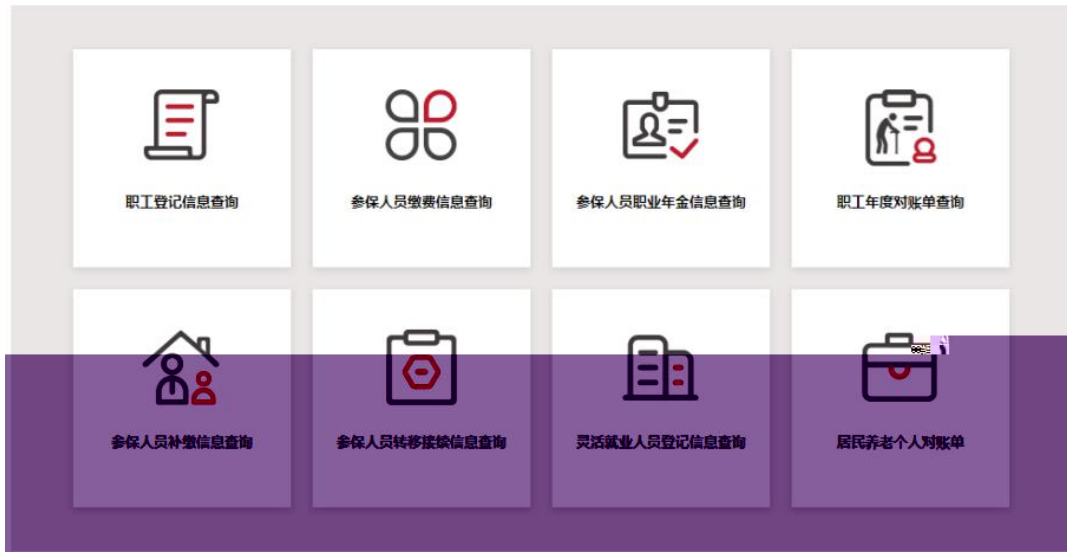 职工登记信息查询
参保人员缴费信息查询
参保人员职业年金信息查询
职工年度对账单查询
参保人员补缴信息查询
参保人员转移接续信息查询
灵活就业人员登记信息查询
居民养老个人对账单